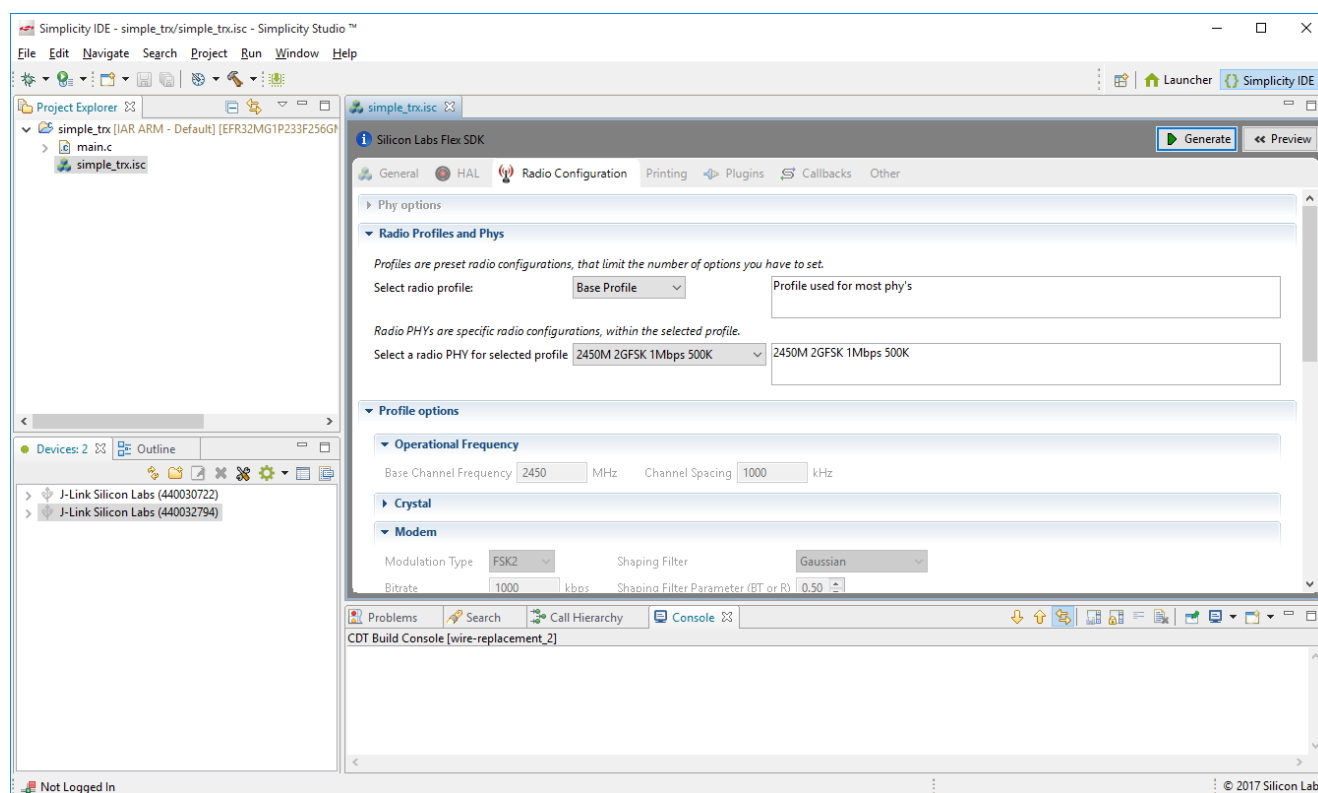 Simplicity IDE - simple_trx/simple_trx.isc - Simplicity Studio ™
File Edit Navigate Search Project Run Window Help
Launcher Simplicity IDE
Project Explorer
simple_trx.isc
simple_trx [IAR ARM - Default] [EFR32MG1P233F256GM
main.c
simple_trx.isc
Silicon Labs Flex SDK
Generate
Preview
General HAL Radio Configuration Printing Plugins Callbacks Other
Phy options
Radio Profiles and Phys
Profiles are preset radio configurations, that limit the number of options you have to set.
Select radio profile: Base Profile Profile used for most phy's
Radio PHYs are specific radio configurations, within the selected profile.
Select a radio PHY for selected profile 2450M 2GFSK 1Mbps 500K 2450M 2GFSK 1Mbps 500K
Profile options
Operational Frequency
Base Channel Frequency 2450 MHz Channel Spacing 1000 kHz
Crystal
Modem
Modulation Type FSK2 Shaping Filter Gaussian
Bitrate 1000 kbps Shaping Filter Parameter (BT or R) 0.50
Devices: 2 Outline
J-Link Silicon Labs (440030722)
J-Link Silicon Labs (440032794)
Problems Search Call Hierarchy Console
CDT Build Console [wire-replacement_2]
Not Logged In
© 2017 Silicon Lab